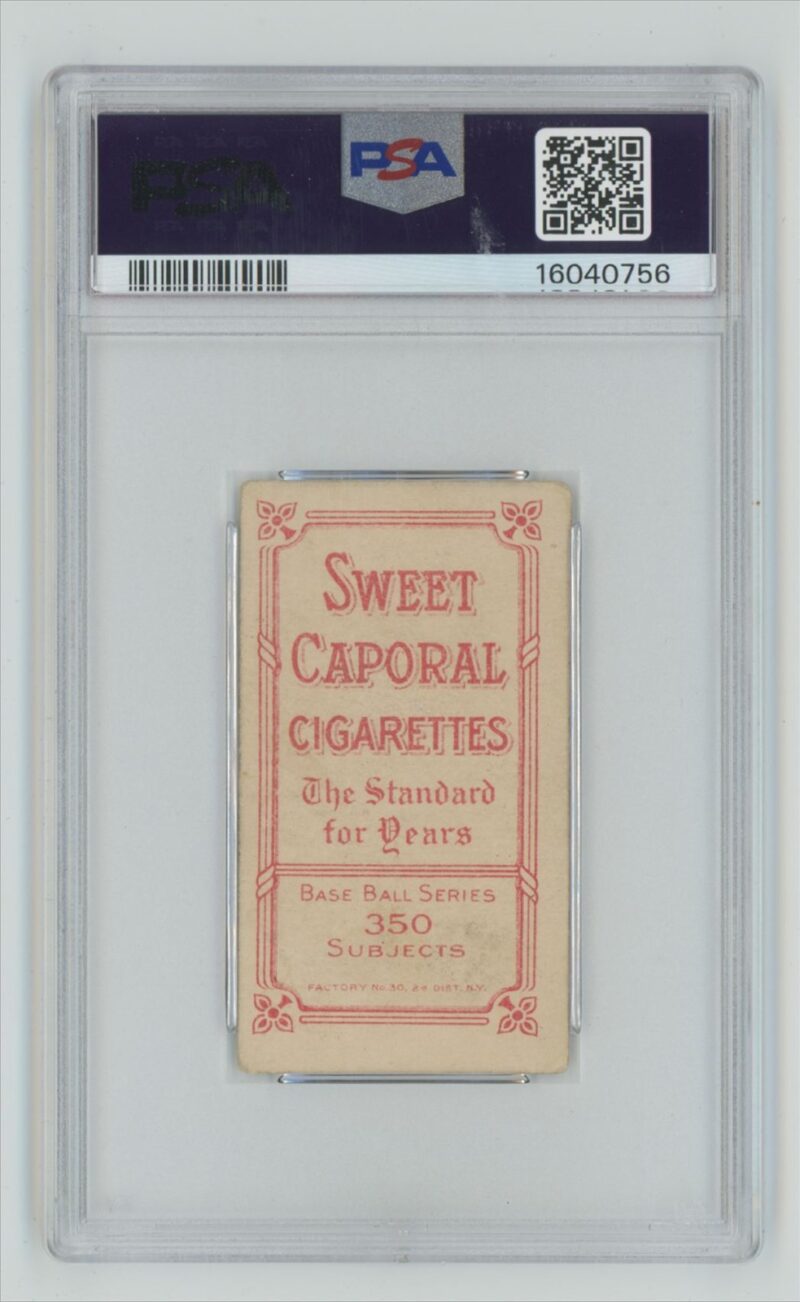 PSA
PSA
16040756
SWEET
CAPORAL
CIGARETTES
The Standard
for Years
BASE BALL SERIES
350
SUBJECTS
FACTORY No. 30, 2d DIST. N.Y.